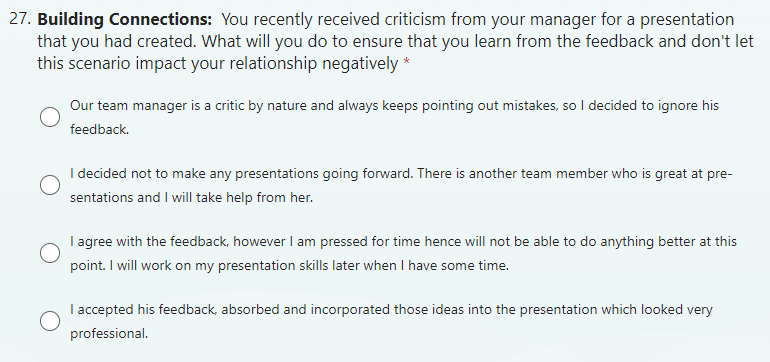 27. Building Connections: You recently received criticism from your manager for a presentation
that you had created. What will you do to ensure that you learn from the feedback and don't let
this scenario impact your relationship negatively *
Our team manager is a critic by nature and always keeps pointing out mistakes, so I decided to ignore his
feedback.
I decided not to make any presentations going forward. There is another team member who is great at pre-
sentations and I will take help from her.
I agree with the feedback, however I am pressed for time hence will not be able to do anything better at this
point. I will work on my presentation skills later when I have some time.
I accepted his feedback, absorbed and incorporated those ideas into the presentation which looked very
professional.